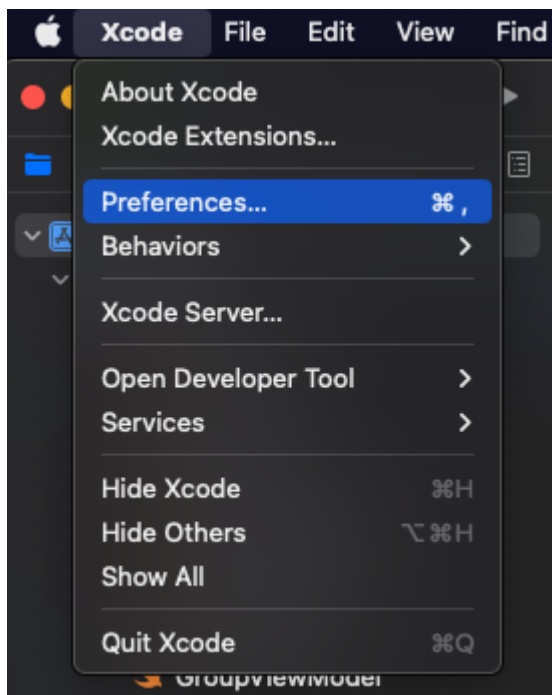 Xcode File Edit View Find
About Xcode
Xcode Extensions...
Preferences... ⌘ ,
Behaviors >
Xcode Server...
Open Developer Tool >
Services >
Hide Xcode ⌘H
Hide Others ⌥⌘H
Show All
Quit Xcode ⌘Q
GroupViewModel